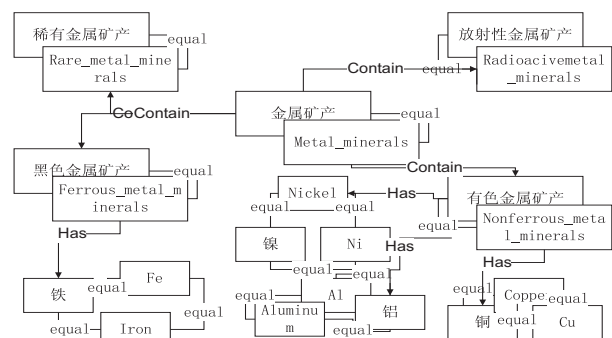 稀有金属矿产
equal
Rare_metal_mine
rals
放射性金属矿产
equal
Radioacivemetal
_minerals
Contain
CoContain
金属矿产
equal
Metal_minerals
Contain
黑色金属矿产
equal
Ferrous_metal_m
inerals
Has
Nickel
Has
有色金属矿产
equal
equal
equal
Nonferrous_meta
l_minerals
镍
Ni
Has
Has
equal
equal
铁
equal
Fe
equal
equal
Iron
equal
Al
Aluminu
m
铝
equal
Coppe
equal
铜
equal
Cu